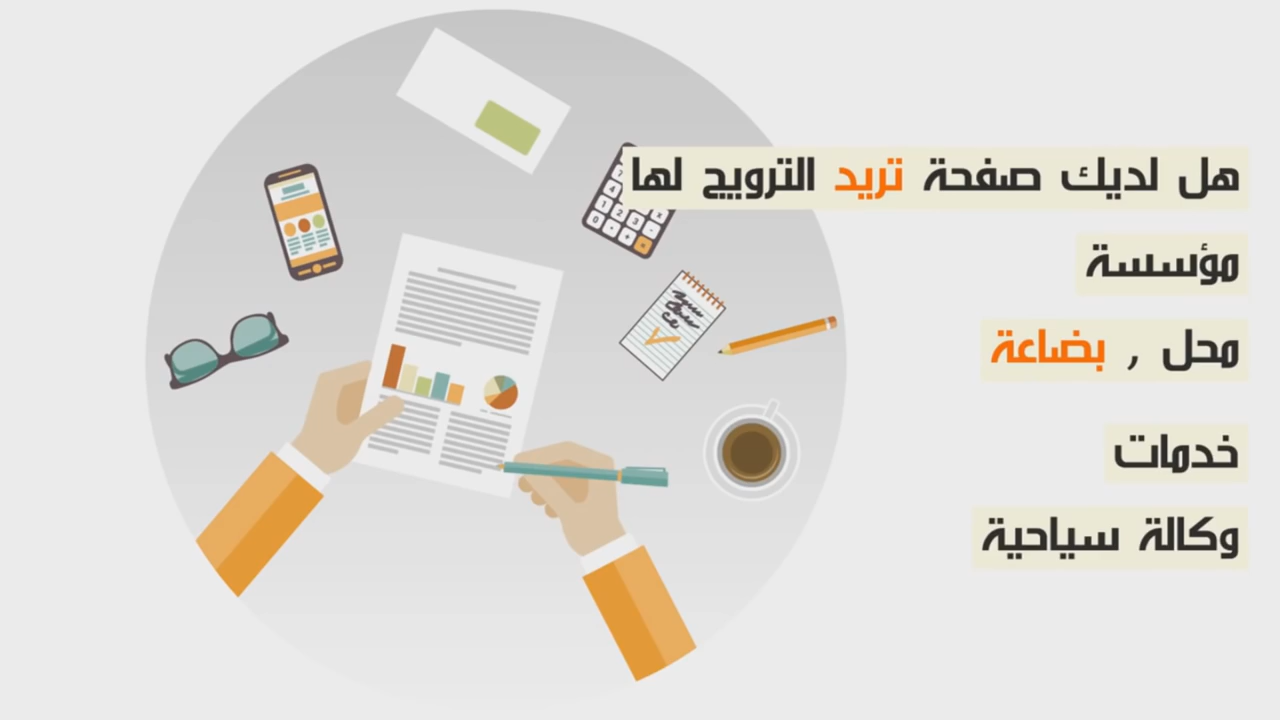 هل لديك صفحة تريد الترويج لها
مؤسسة
محل , بضاعة
خدمات
وكالة سياحية